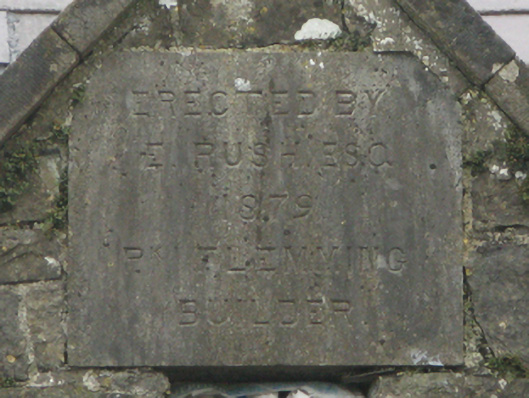 ERECTED BY
E. RUSH ESQ
1879
PK. FLEMMING
BUILDER